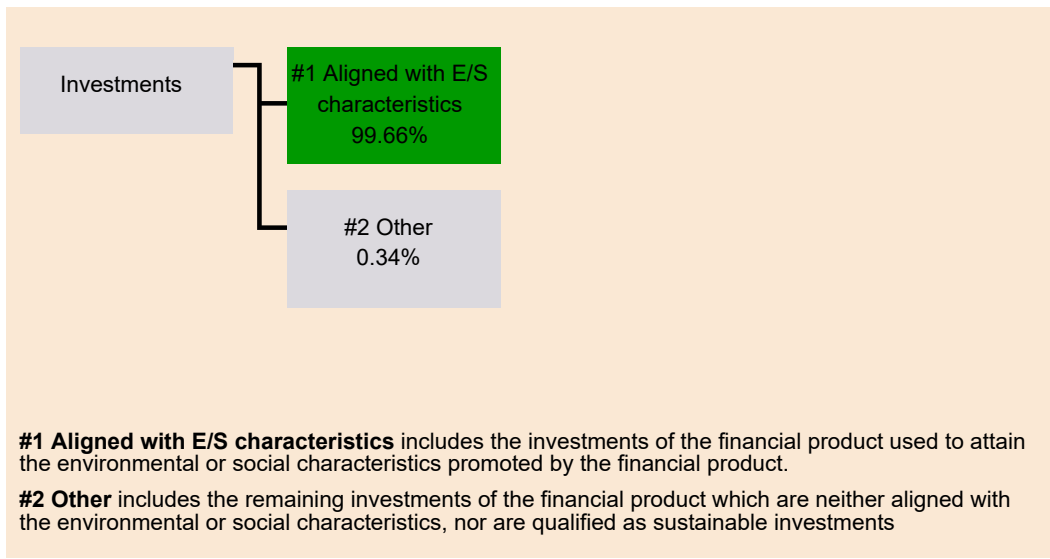 Investments
#1 Aligned with E/S
characteristics
99.66%
#2 Other
0.34%
#1 Aligned with E/S characteristics includes the investments of the financial product used to attain
the environmental or social characteristics promoted by the financial product.
#2 Other includes the remaining investments of the financial product which are neither aligned with
the environmental or social characteristics, nor are qualified as sustainable investments